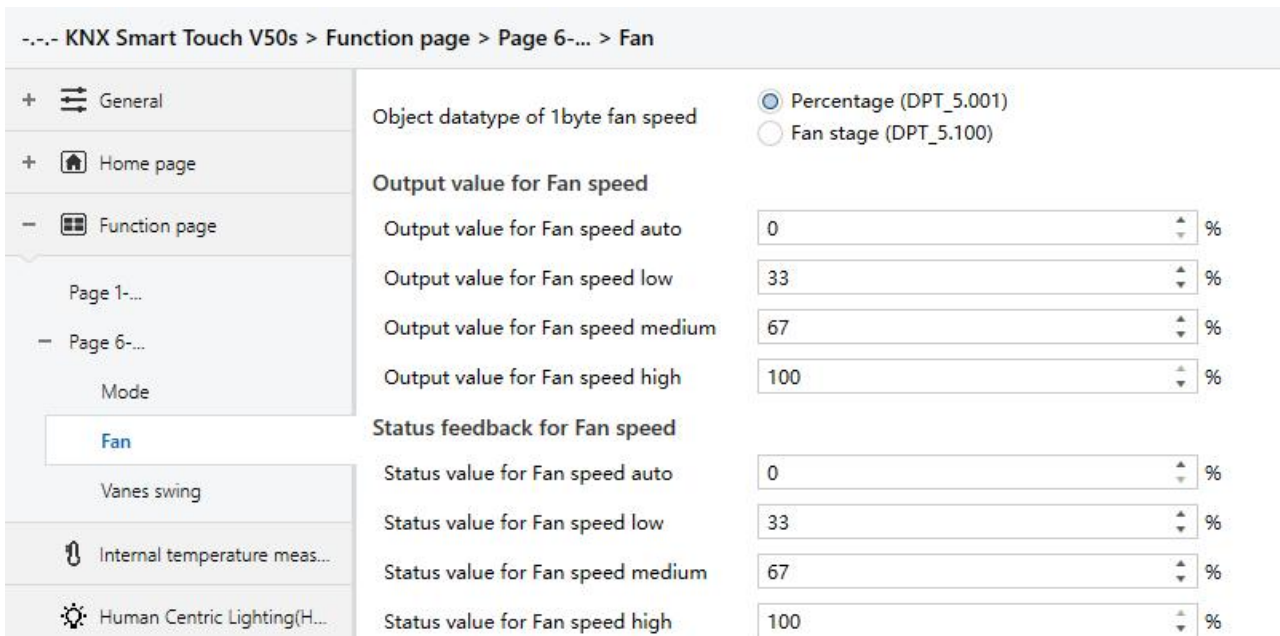 -.-.- KNX Smart Touch V50s > Function page > Page 6-... > Fan
+ General
+ Home page
− Function page
Page 1-...
− Page 6-...
Mode
Fan
Vanes swing
Internal temperature meas...
Human Centric Lighting(H...
Object datatype of 1byte fan speed
Percentage (DPT_5.001)
Fan stage (DPT_5.100)
Output value for Fan speed
Output value for Fan speed auto 0 %
Output value for Fan speed low 33 %
Output value for Fan speed medium 67 %
Output value for Fan speed high 100 %
Status feedback for Fan speed
Status value for Fan speed auto 0 %
Status value for Fan speed low 33 %
Status value for Fan speed medium 67 %
Status value for Fan speed high 100 %